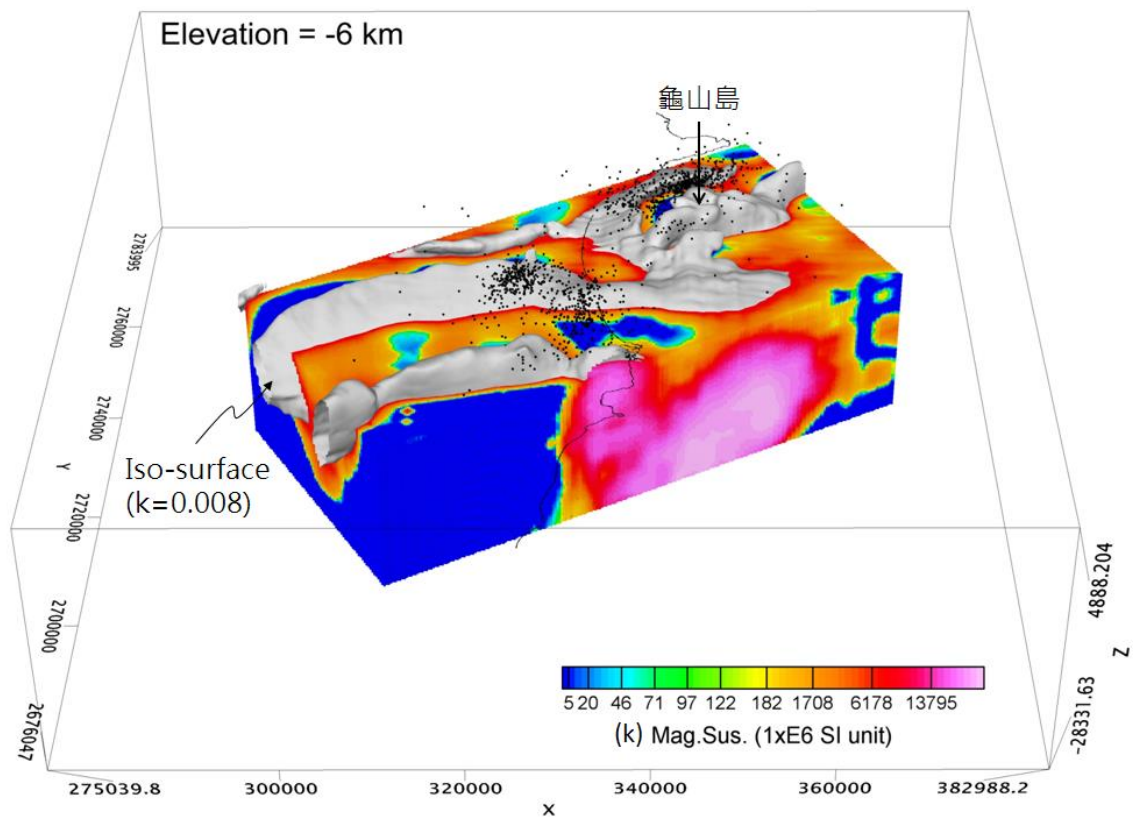 Elevation = -6 km
龜山島
2783995
2760000
2740000
Y
2720000
2700000
2676047
Iso-surface
(k=0.008)
4888.204
Z
-28331.63
5 20 46 71 97 122 182 1708 6178 13795
(k) Mag.Sus. (1xE6 SI unit)
275039.8 300000 320000 340000 360000 382988.2
X